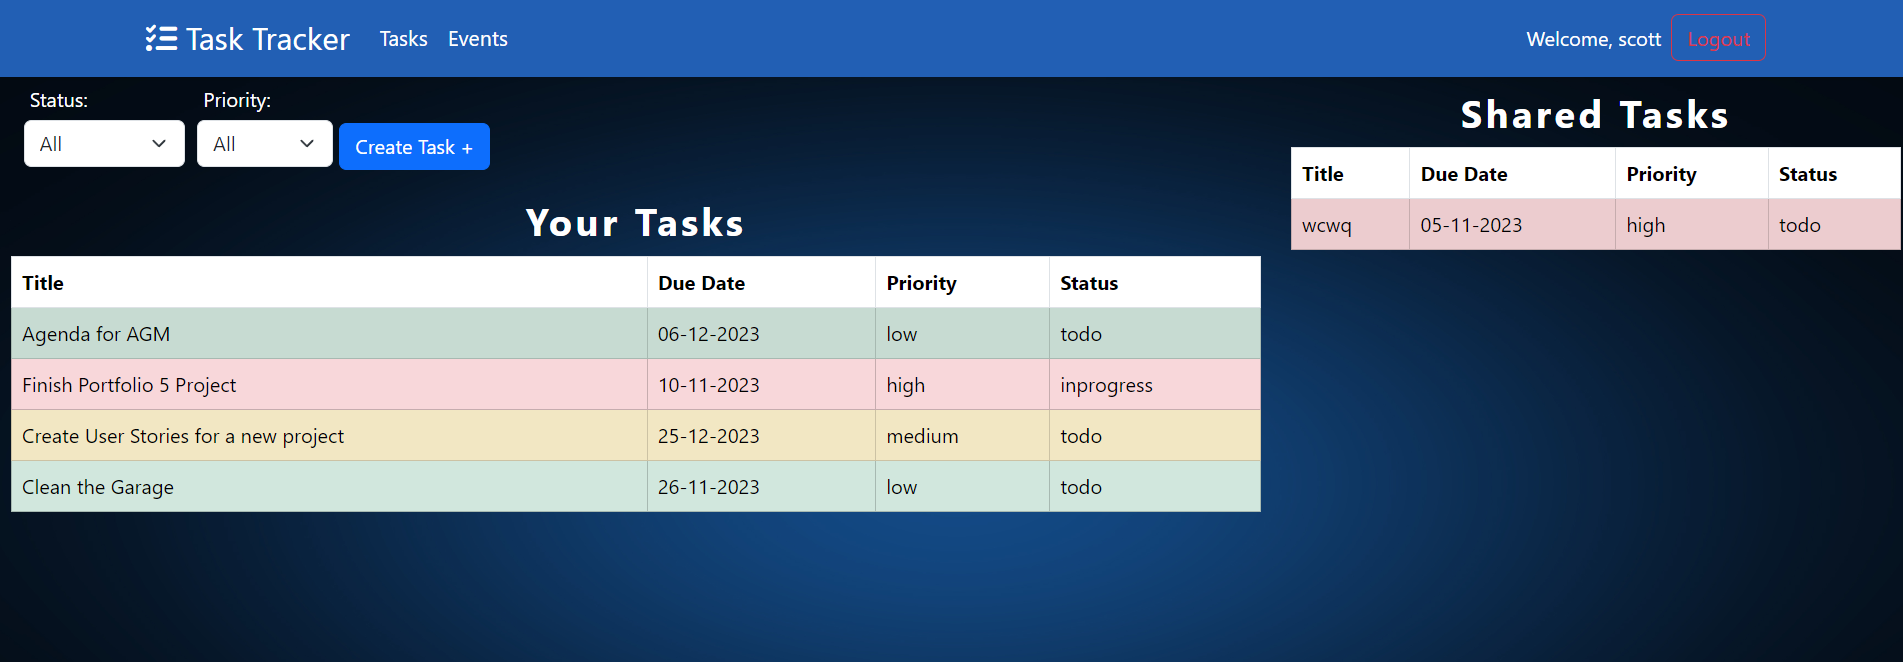 Task Tracker Tasks Events Welcome, scott Logout
Status: Priority:
All All Create Task +
Your Tasks
Title Due Date Priority Status
Agenda for AGM 06-12-2023 low todo
Finish Portfolio 5 Project 10-11-2023 high inprogress
Create User Stories for a new project 25-12-2023 medium todo
Clean the Garage 26-11-2023 low todo
Shared Tasks
Title Due Date Priority Status
wcwq 05-11-2023 high todo